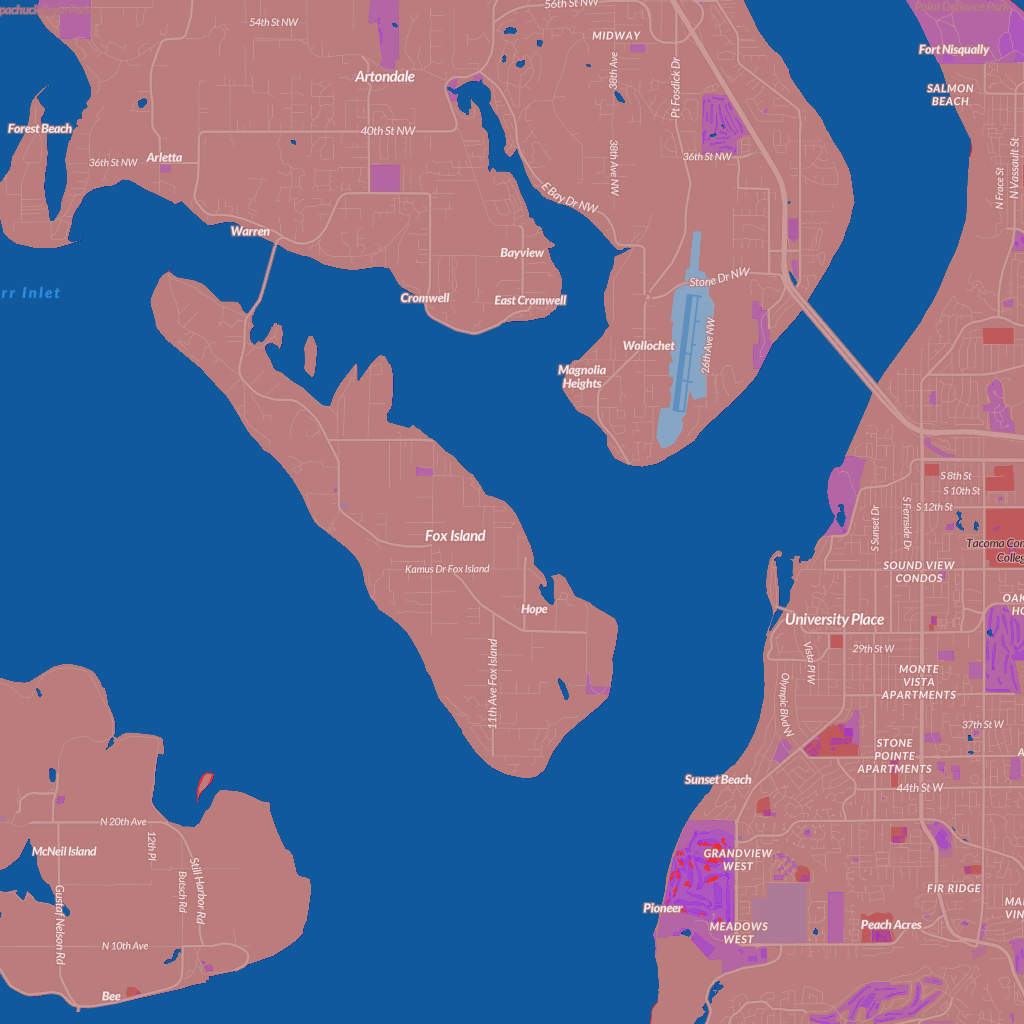 54th St NW
56th St NW
MIDWAY
Point Defiance Park
Fort Nisqually
Artondale
38th Ave
Pt Fosdick Dr
SALMON
BEACH
Forest Beach
40th St NW
36th St NW
Arletta
38th Ave NW
36th St NW
N Frace St
N Vassault St
E Bay Dr NW
Warren
Bayview
rr Inlet
Cromwell
East Cromwell
Stone Dr NW
Wollochet
26th Ave NW
Magnolia
Heights
S 8th St
S 10th St
S 12th St
S Sunset Dr
S Fernside Dr
Fox Island
Tacoma Com
Colleg
Kamus Dr Fox Island
SOUND VIEW
CONDOS
Hope
OAK
HO
University Place
29th St W
Vista Pl W
11th Ave Fox Island
MONTE
VISTA
APARTMENTS
Olympic Blvd W
37th St W
STONE
POINTE
APARTMENTS
A
Sunset Beach
44th St W
N 20th Ave
12th Pl
McNeil Island
GRANDVIEW
WEST
Still Harbor Rd
Butsch Rd
Gustaf Nelson Rd
FIR RIDGE
Pioneer
MA
VIN
MEADOWS
WEST
Peach Acres
N 10th Ave
Bee